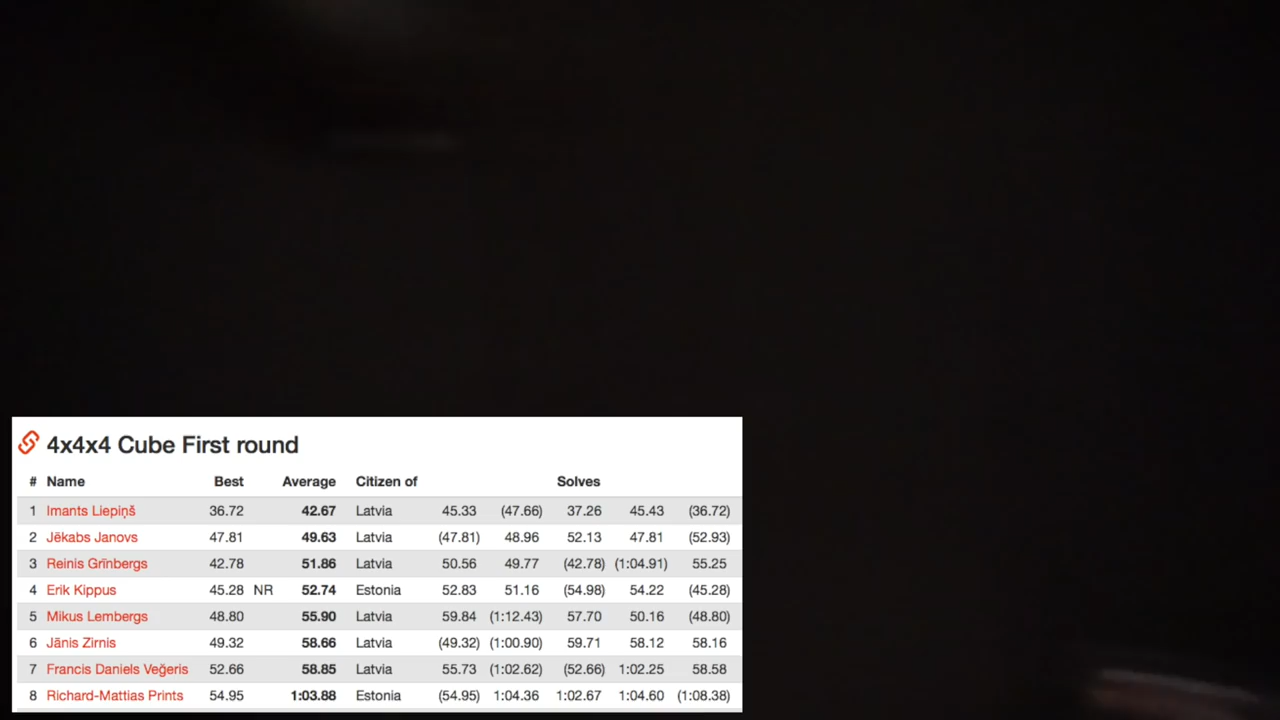 4x4x4 Cube First round
# Name Best Average Citizen of Solves
1 Imants Liepiņš 36.72 42.67 Latvia 45.33 (47.66) 37.26 45.43 (36.72)
2 Jēkabs Janovs 47.81 49.63 Latvia (47.81) 48.96 52.13 47.81 (52.93)
3 Reinis Grīnbergs 42.78 51.86 Latvia 50.56 49.77 (42.78) (1:04.91) 55.25
4 Erik Kippus 45.28 NR 52.74 Estonia 52.83 51.16 (54.98) 54.22 (45.28)
5 Mikus Lembergs 48.80 55.90 Latvia 59.84 (1:12.43) 57.70 50.16 (48.80)
6 Jānis Zirnis 49.32 58.66 Latvia (49.32) (1:00.90) 59.71 58.12 58.16
7 Francis Daniels Veğeris 52.66 58.85 Latvia 55.73 (1:02.62) (52.66) 1:02.25 58.58
8 Richard-Mattias Prints 54.95 1:03.88 Estonia (54.95) 1:04.36 1:02.67 1:04.60 (1:08.38)